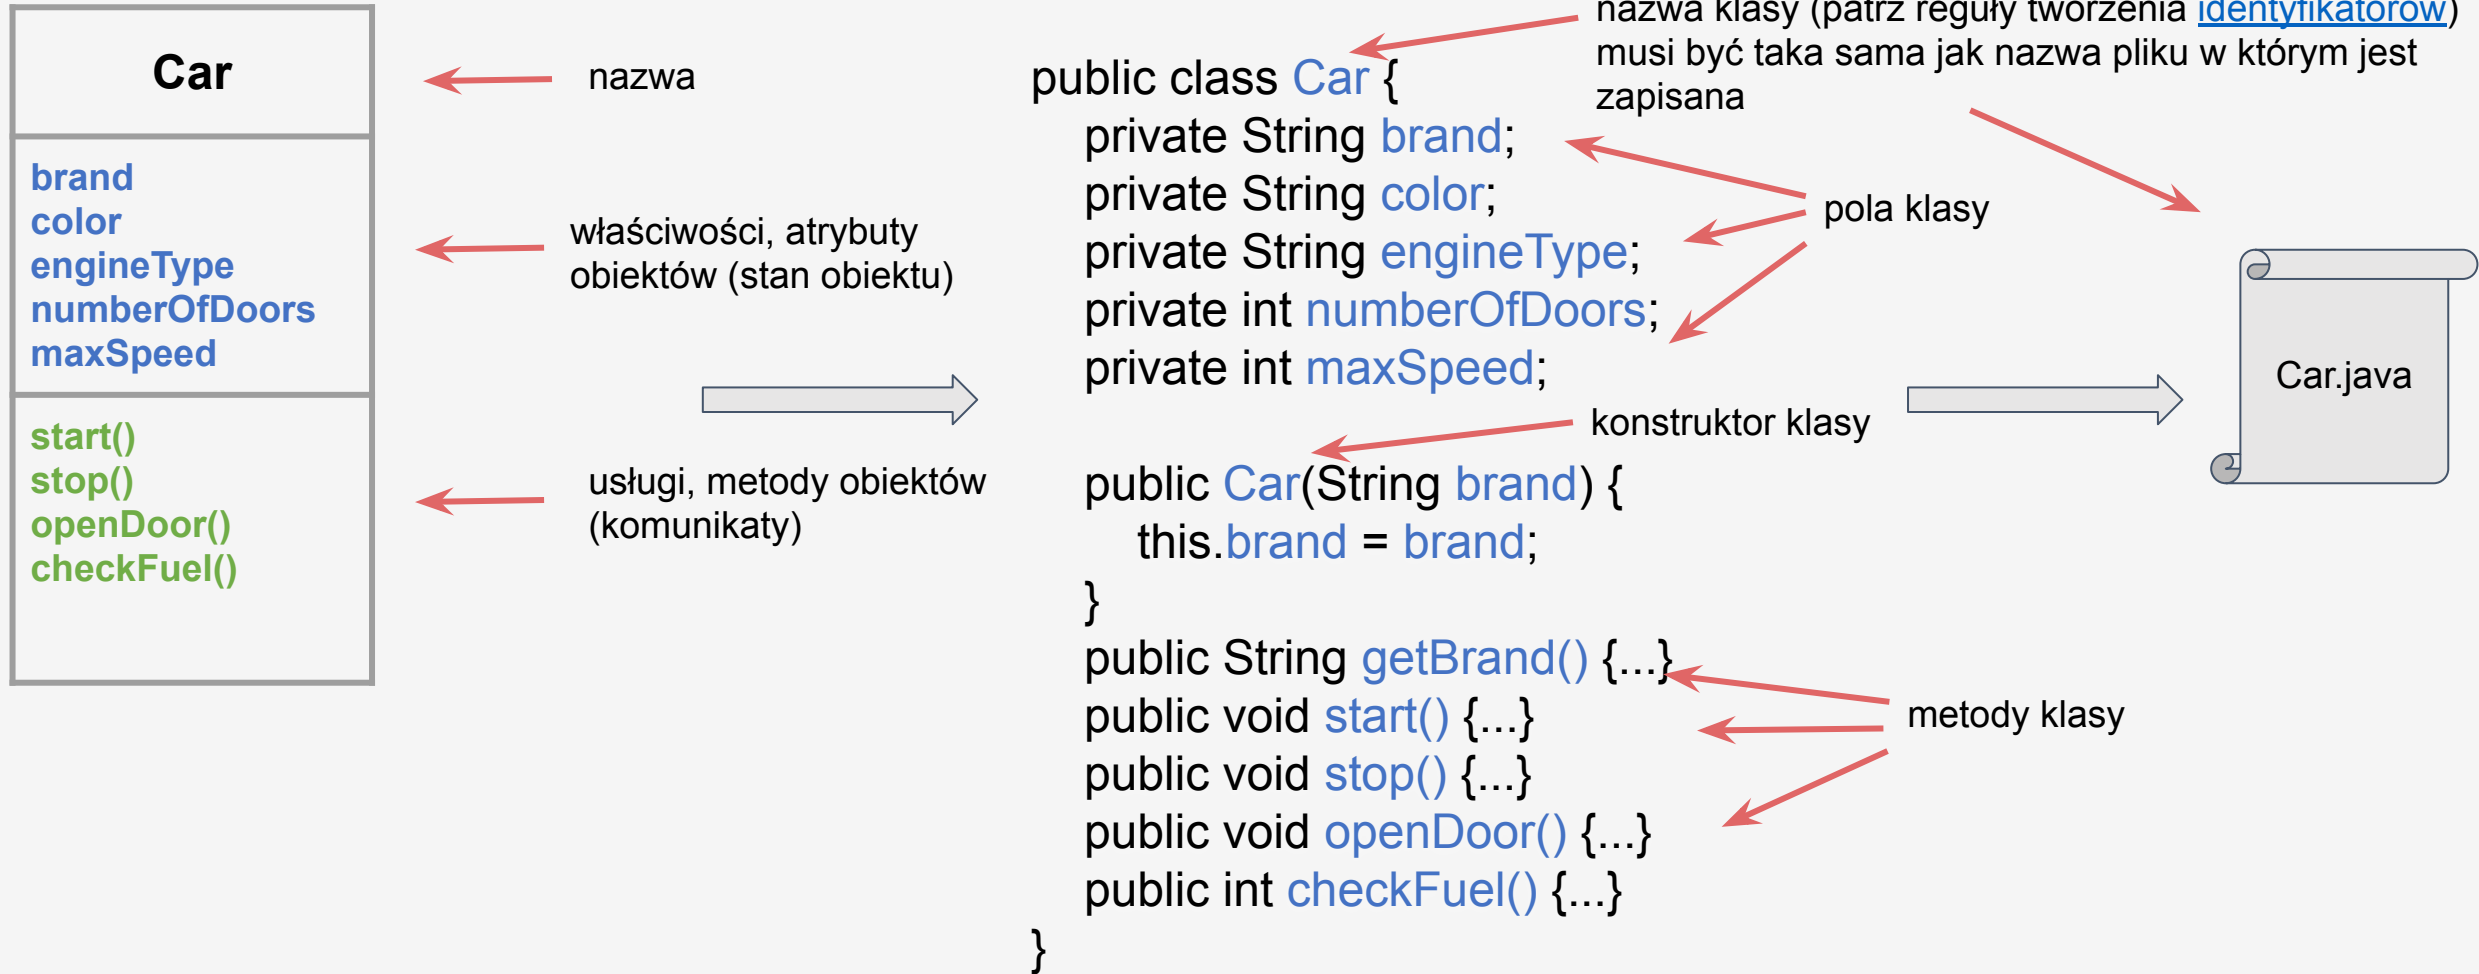 Car
brand
color
engineType
numberOfDoors
maxSpeed
start()
stop()
openDoor()
checkFuel()
nazwa
właściwości, atrybuty
obiektów (stan obiektu)
usługi, metody obiektów
(komunikaty)
public class Car {
private String brand;
private String color;
private String engineType;
private int numberOfDoors;
private int maxSpeed;
public Car(String brand) {
this.brand = brand;
}
public String getBrand() {...}
public void start() {...}
public void stop() {...}
public void openDoor() {...}
public int checkFuel() {...}
}
nazwa klasy (patrz reguły tworzenia identyfikatorów)
musi być taka sama jak nazwa pliku w którym jest
zapisana
pola klasy
konstruktor klasy
metody klasy
Car.java